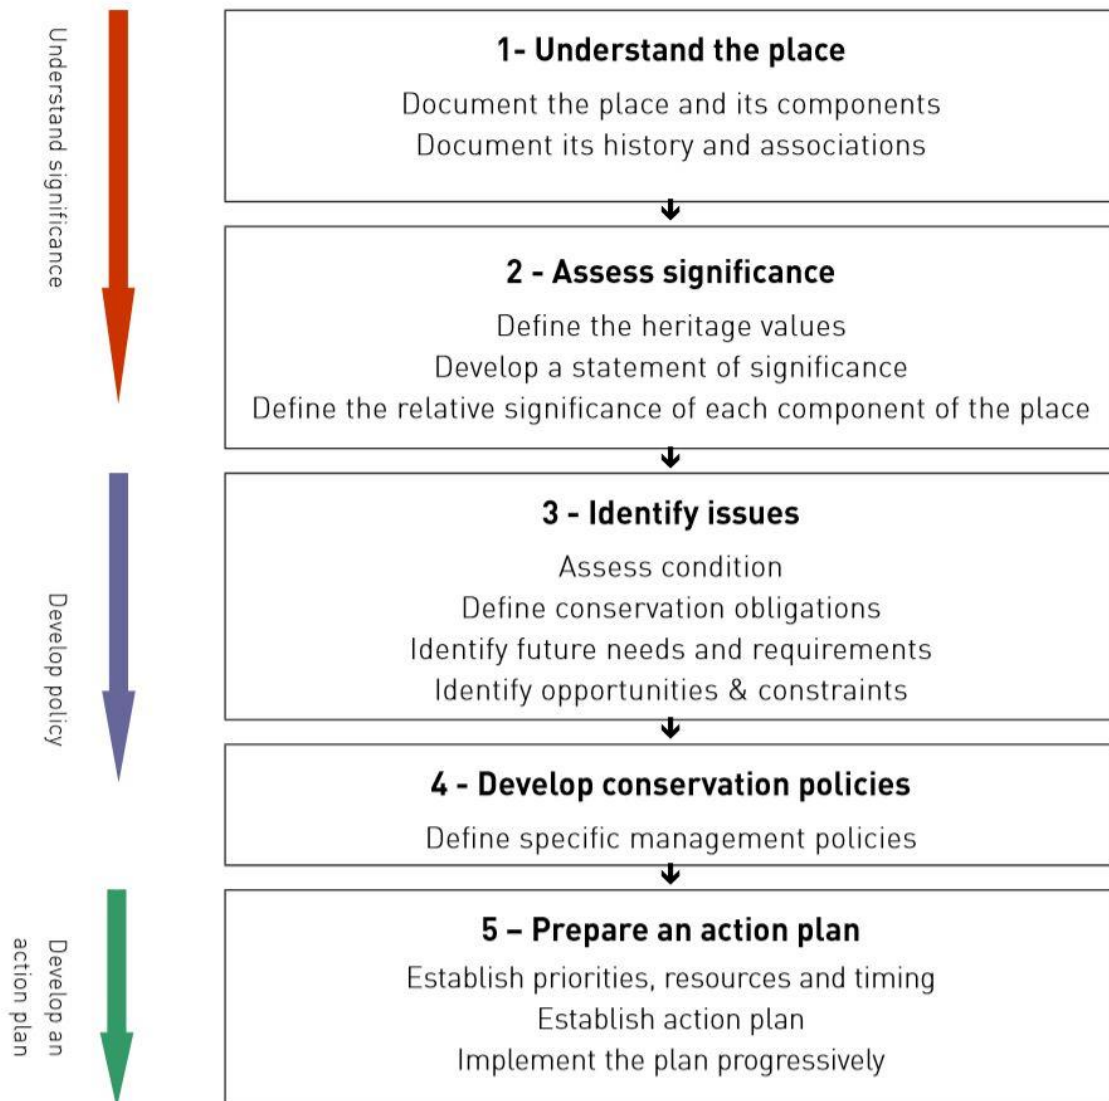 Understand significance
1- Understand the place
Document the place and its components
Document its history and associations
2 - Assess significance
Define the heritage values
Develop a statement of significance
Define the relative significance of each component of the place
Develop policy
3 - Identify issues
Assess condition
Define conservation obligations
Identify future needs and requirements
Identify opportunities & constraints
4 - Develop conservation policies
Define specific management policies
Develop an
action plan
5 – Prepare an action plan
Establish priorities, resources and timing
Establish action plan
Implement the plan progressively